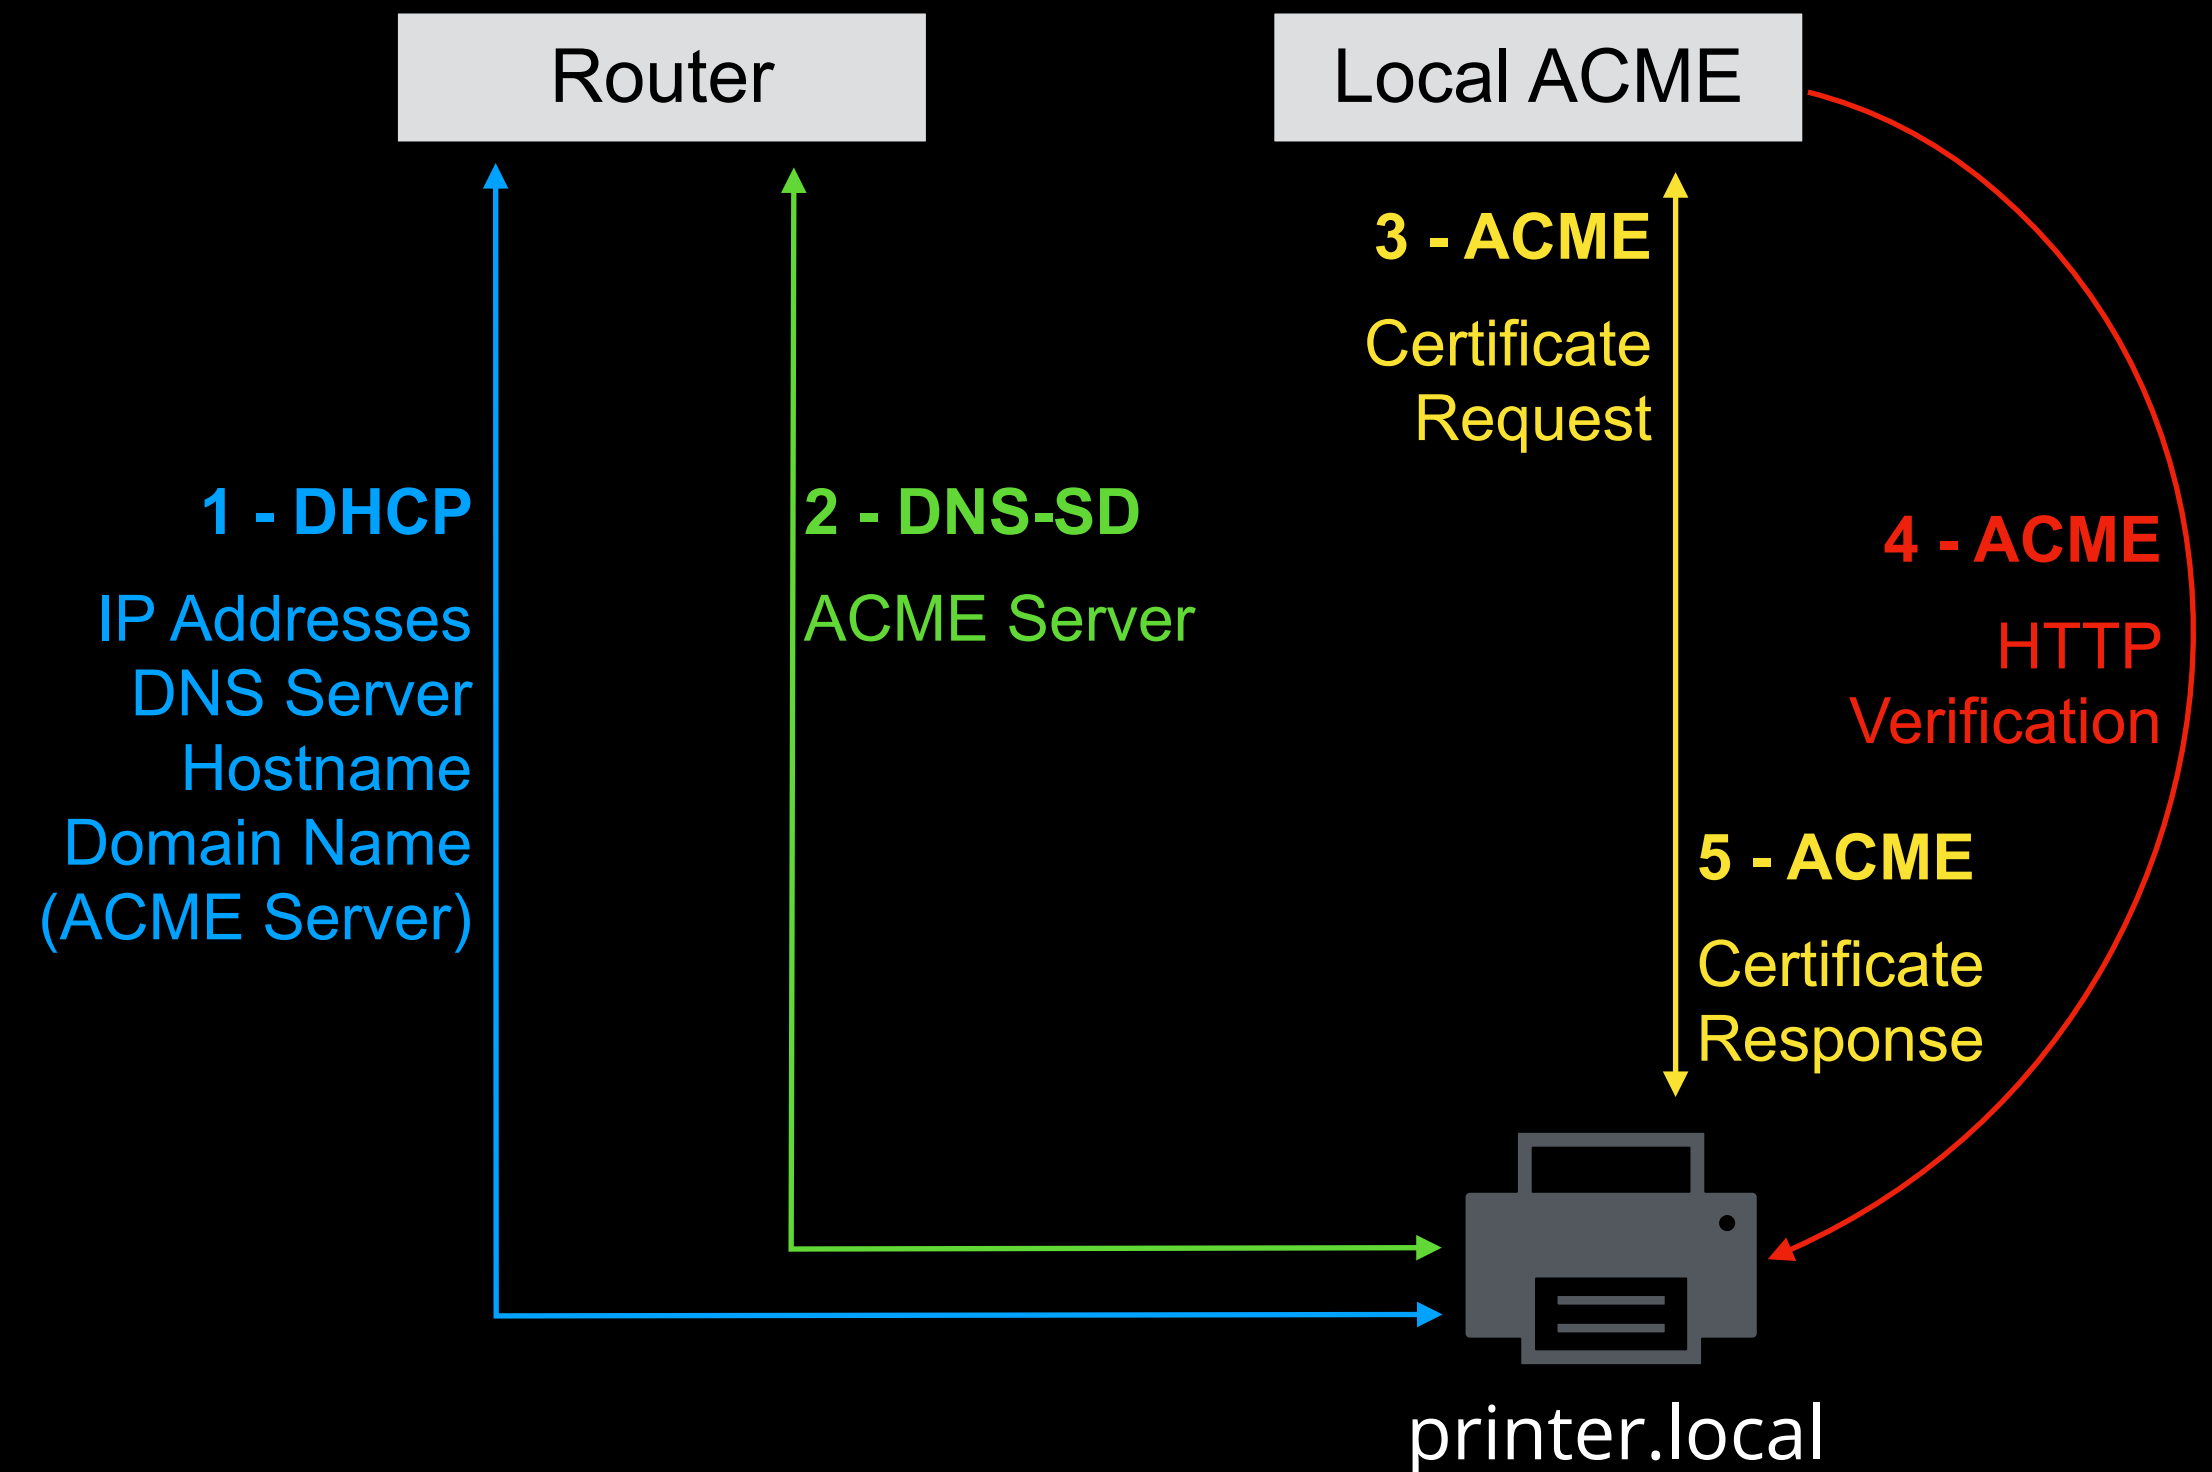 Router
Local ACME
1 - DHCP
IP Addresses
DNS Server
Hostname
Domain Name
(ACME Server)
2 - DNS-SD
ACME Server
3 - ACME
Certificate
Request
4 - ACME
HTTP
Verification
5 - ACME
Certificate
Response
printer.local